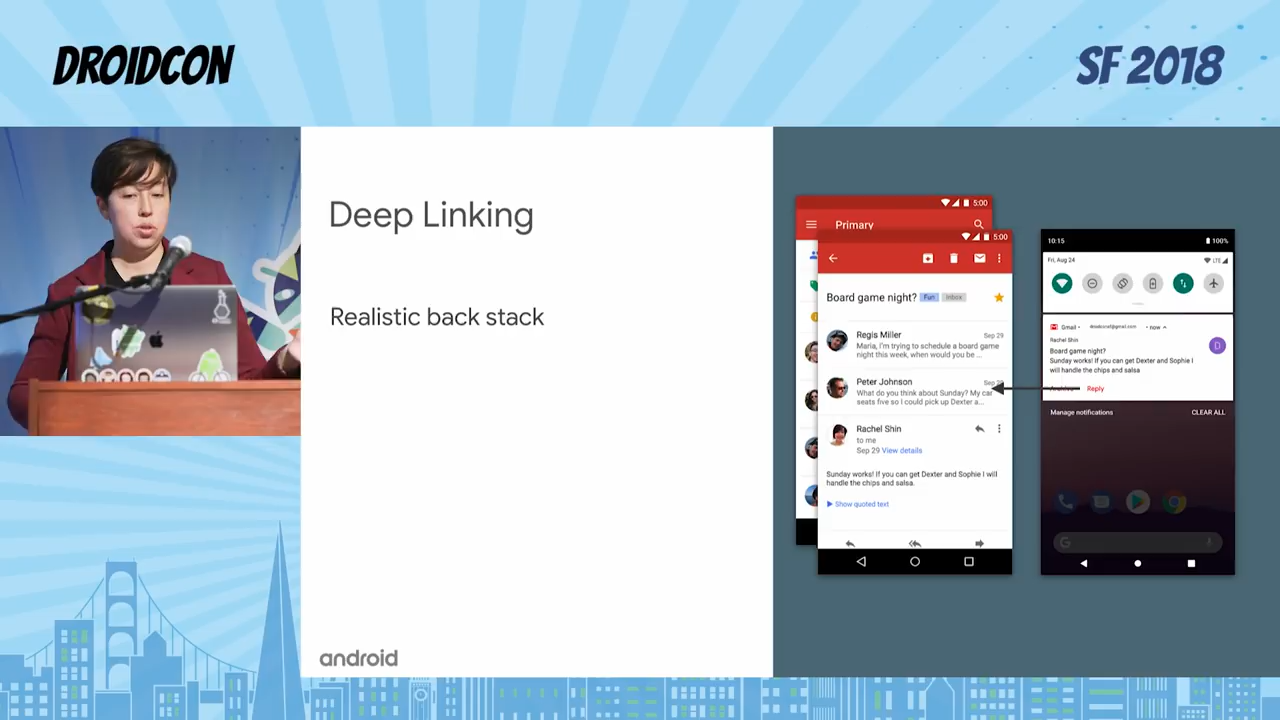 DROIDCON
SF 2018
Deep Linking
Realistic back stack
android
5:00
Primary
5:00
Board game night?
Fun
Inbox
Regis Miller
Sep 29
Maria, I'm trying to schedule a board game
night this week, when would you be ...
Peter Johnson
What do you think about Sunday? My car
seats five so I could pick up Dexter a...
Rachel Shin
to me
Sep 29 View details
Sunday works! If you can get Dexter and Sophie I will
handle the chips and salsa.
Show quoted text
10:15
100%
Fri, Aug 24
LTE
Gmail •
• now
Rachel Shin
D
Board game night?
Sunday works! If you can get Dexter and Sophie I
will handle the chips and salsa
Reply
Manage notifications
CLEAR ALL
G